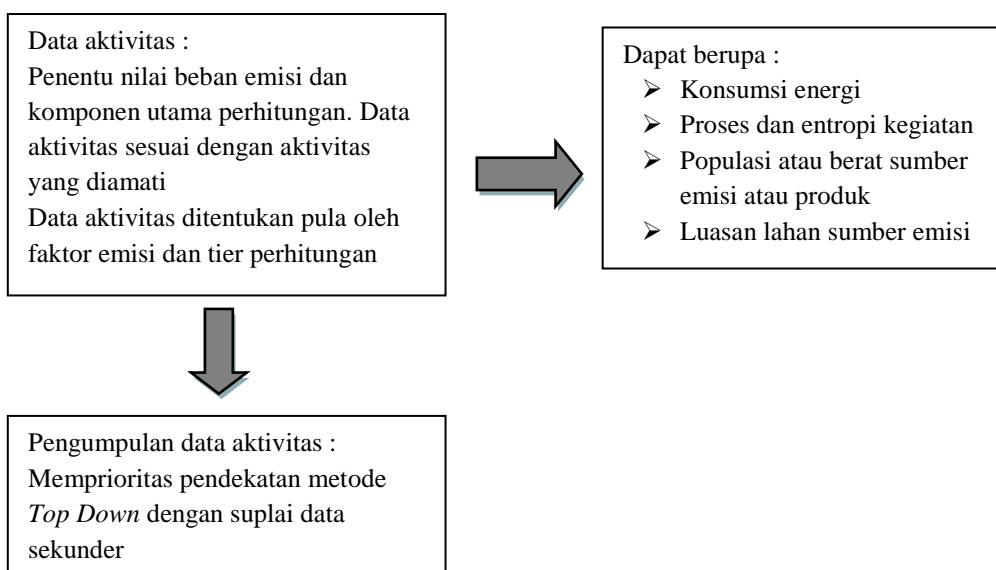 Data aktivitas :
Penentu nilai beban emisi dan
komponen utama perhitungan. Data
aktivitas sesuai dengan aktivitas
yang diamati
Data aktivitas ditentukan pula oleh
faktor emisi dan tier perhitungan
Dapat berupa :
➢ Konsumsi energi
➢ Proses dan entropi kegiatan
➢ Populasi atau berat sumber
emisi atau produk
➢ Luasan lahan sumber emisi
Pengumpulan data aktivitas :
Memprioritas pendekatan metode
Top Down dengan suplai data
sekunder